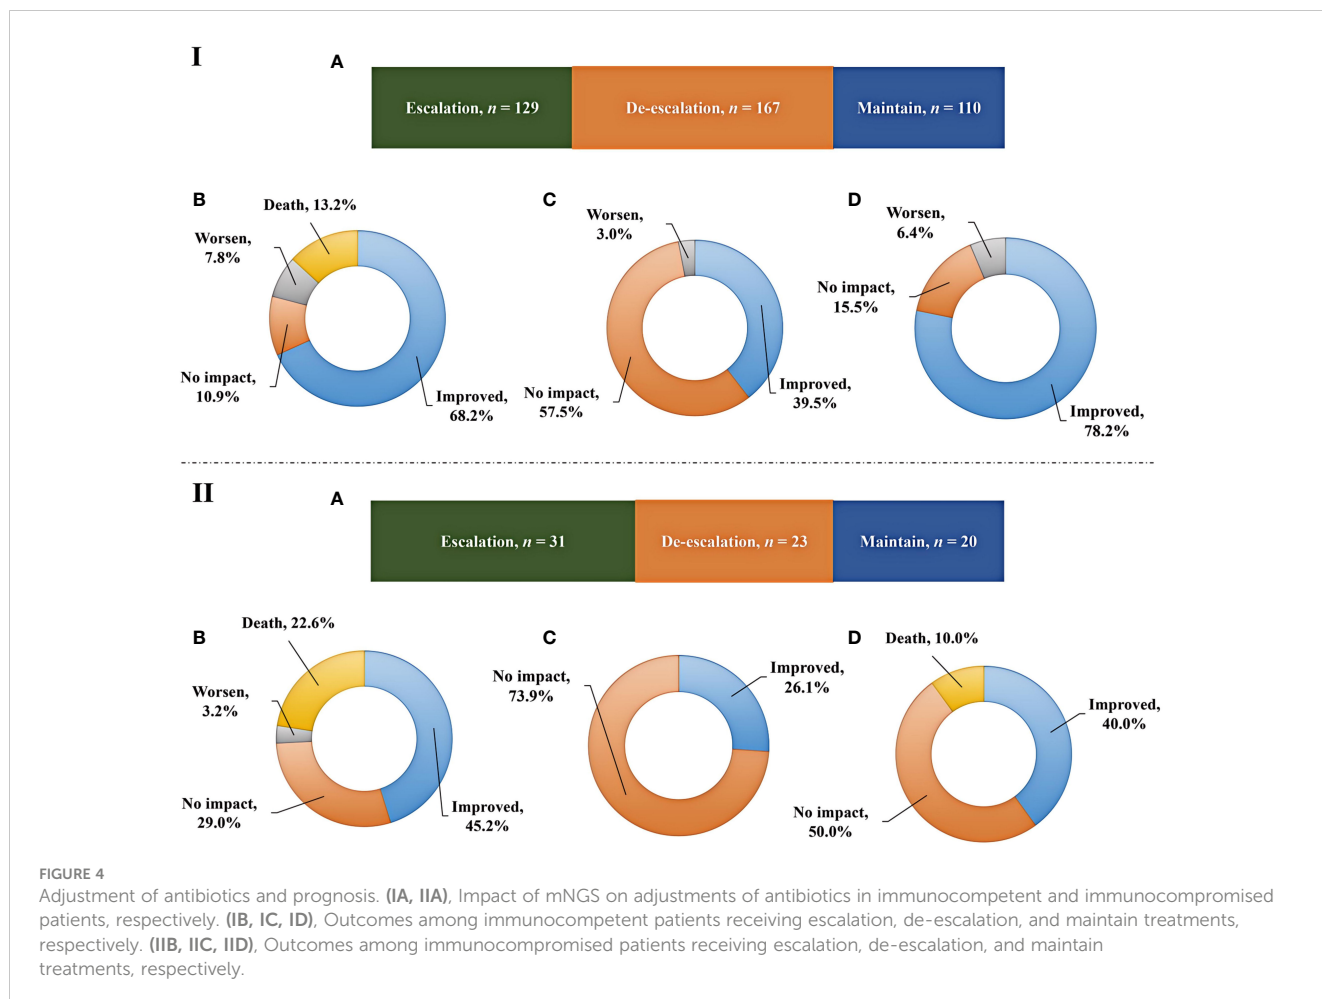 I
A
Escalation, n = 129
De-escalation, n = 167
Maintain, n = 110
B
Death, 13.2%
Worsen,
7.8%
No impact,
10.9%
Improved,
68.2%
C
Worsen,
3.0%
No impact,
57.5%
Improved,
39.5%
D
Worsen,
6.4%
No impact,
15.5%
Improved,
78.2%
II
A
Escalation, n = 31
De-escalation, n = 23
Maintain, n = 20
B
Death, 22.6%
Worsen,
3.2%
No impact,
29.0%
Improved,
45.2%
C
No impact,
73.9%
Improved,
26.1%
D
Death, 10.0%
Improved,
40.0%
No impact,
50.0%
FIGURE 4
Adjustment of antibiotics and prognosis. (IA, IIA), Impact of mNGS on adjustments of antibiotics in immunocompetent and immunocompromised
patients, respectively. (IB, IC, ID), Outcomes among immunocompetent patients receiving escalation, de-escalation, and maintain treatments,
respectively. (IIB, IIC, IID), Outcomes among immunocompromised patients receiving escalation, de-escalation, and maintain
treatments, respectively.